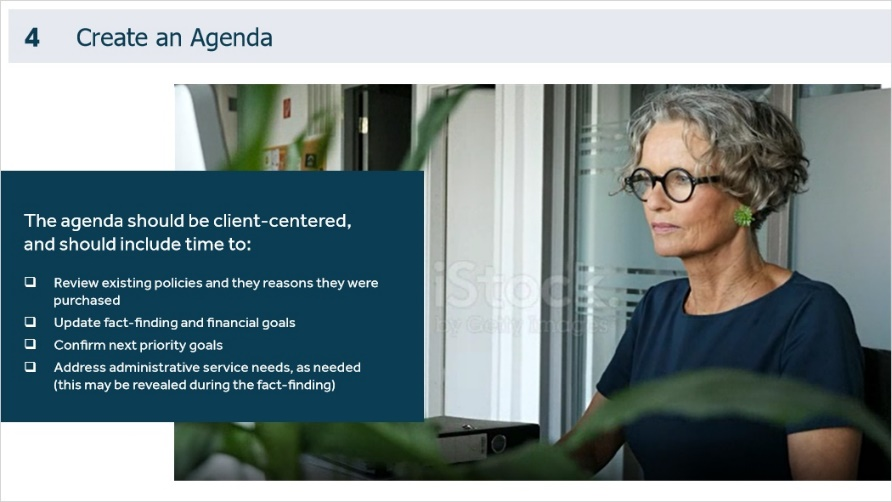 4 Create an Agenda
The agenda should be client-centered,
and should include time to:
Review existing policies and they reasons they were
purchased
Update fact-finding and financial goals
Confirm next priority goals
Address administrative service needs, as needed
(this may be revealed during the fact-finding)
iStock.
by Getty Images